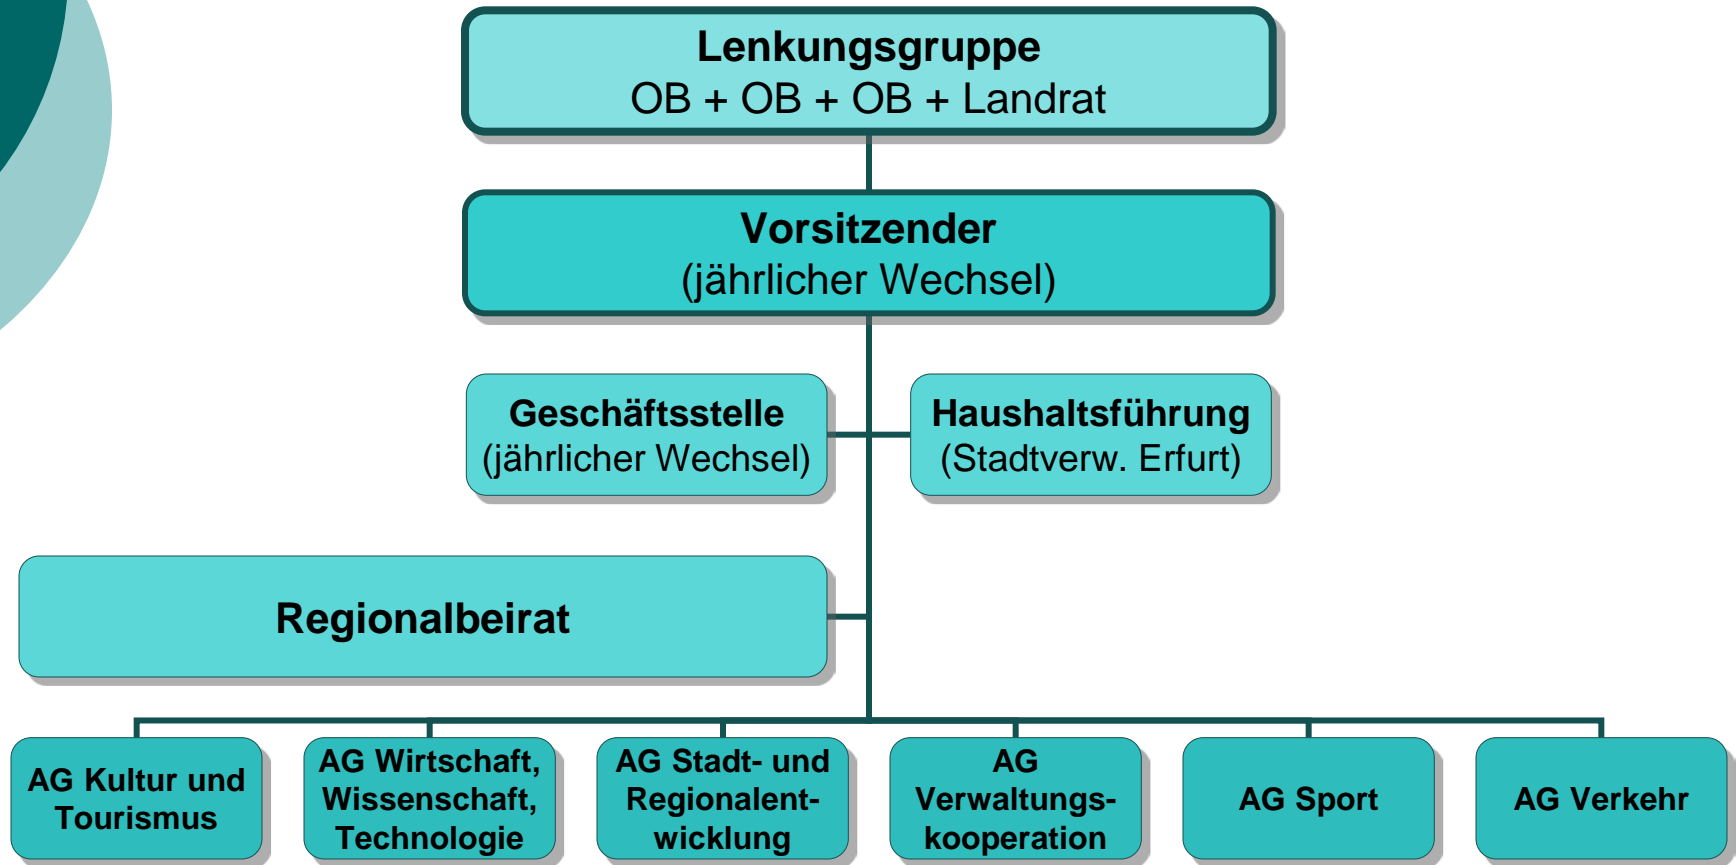 Lenkungsgruppe
OB + OB + OB + Landrat
Vorsitzender
(jährlicher Wechsel)
Geschäftsstelle
(jährlicher Wechsel)
Haushaltsführung
(Stadtverw. Erfurt)
Regionalbeirat
AG Kultur und
Tourismus
AG Wirtschaft,
Wissenschaft,
Technologie
AG Stadt- und
Regionalent-
wicklung
AG
Verwaltungs-
kooperation
AG Sport
AG Verkehr